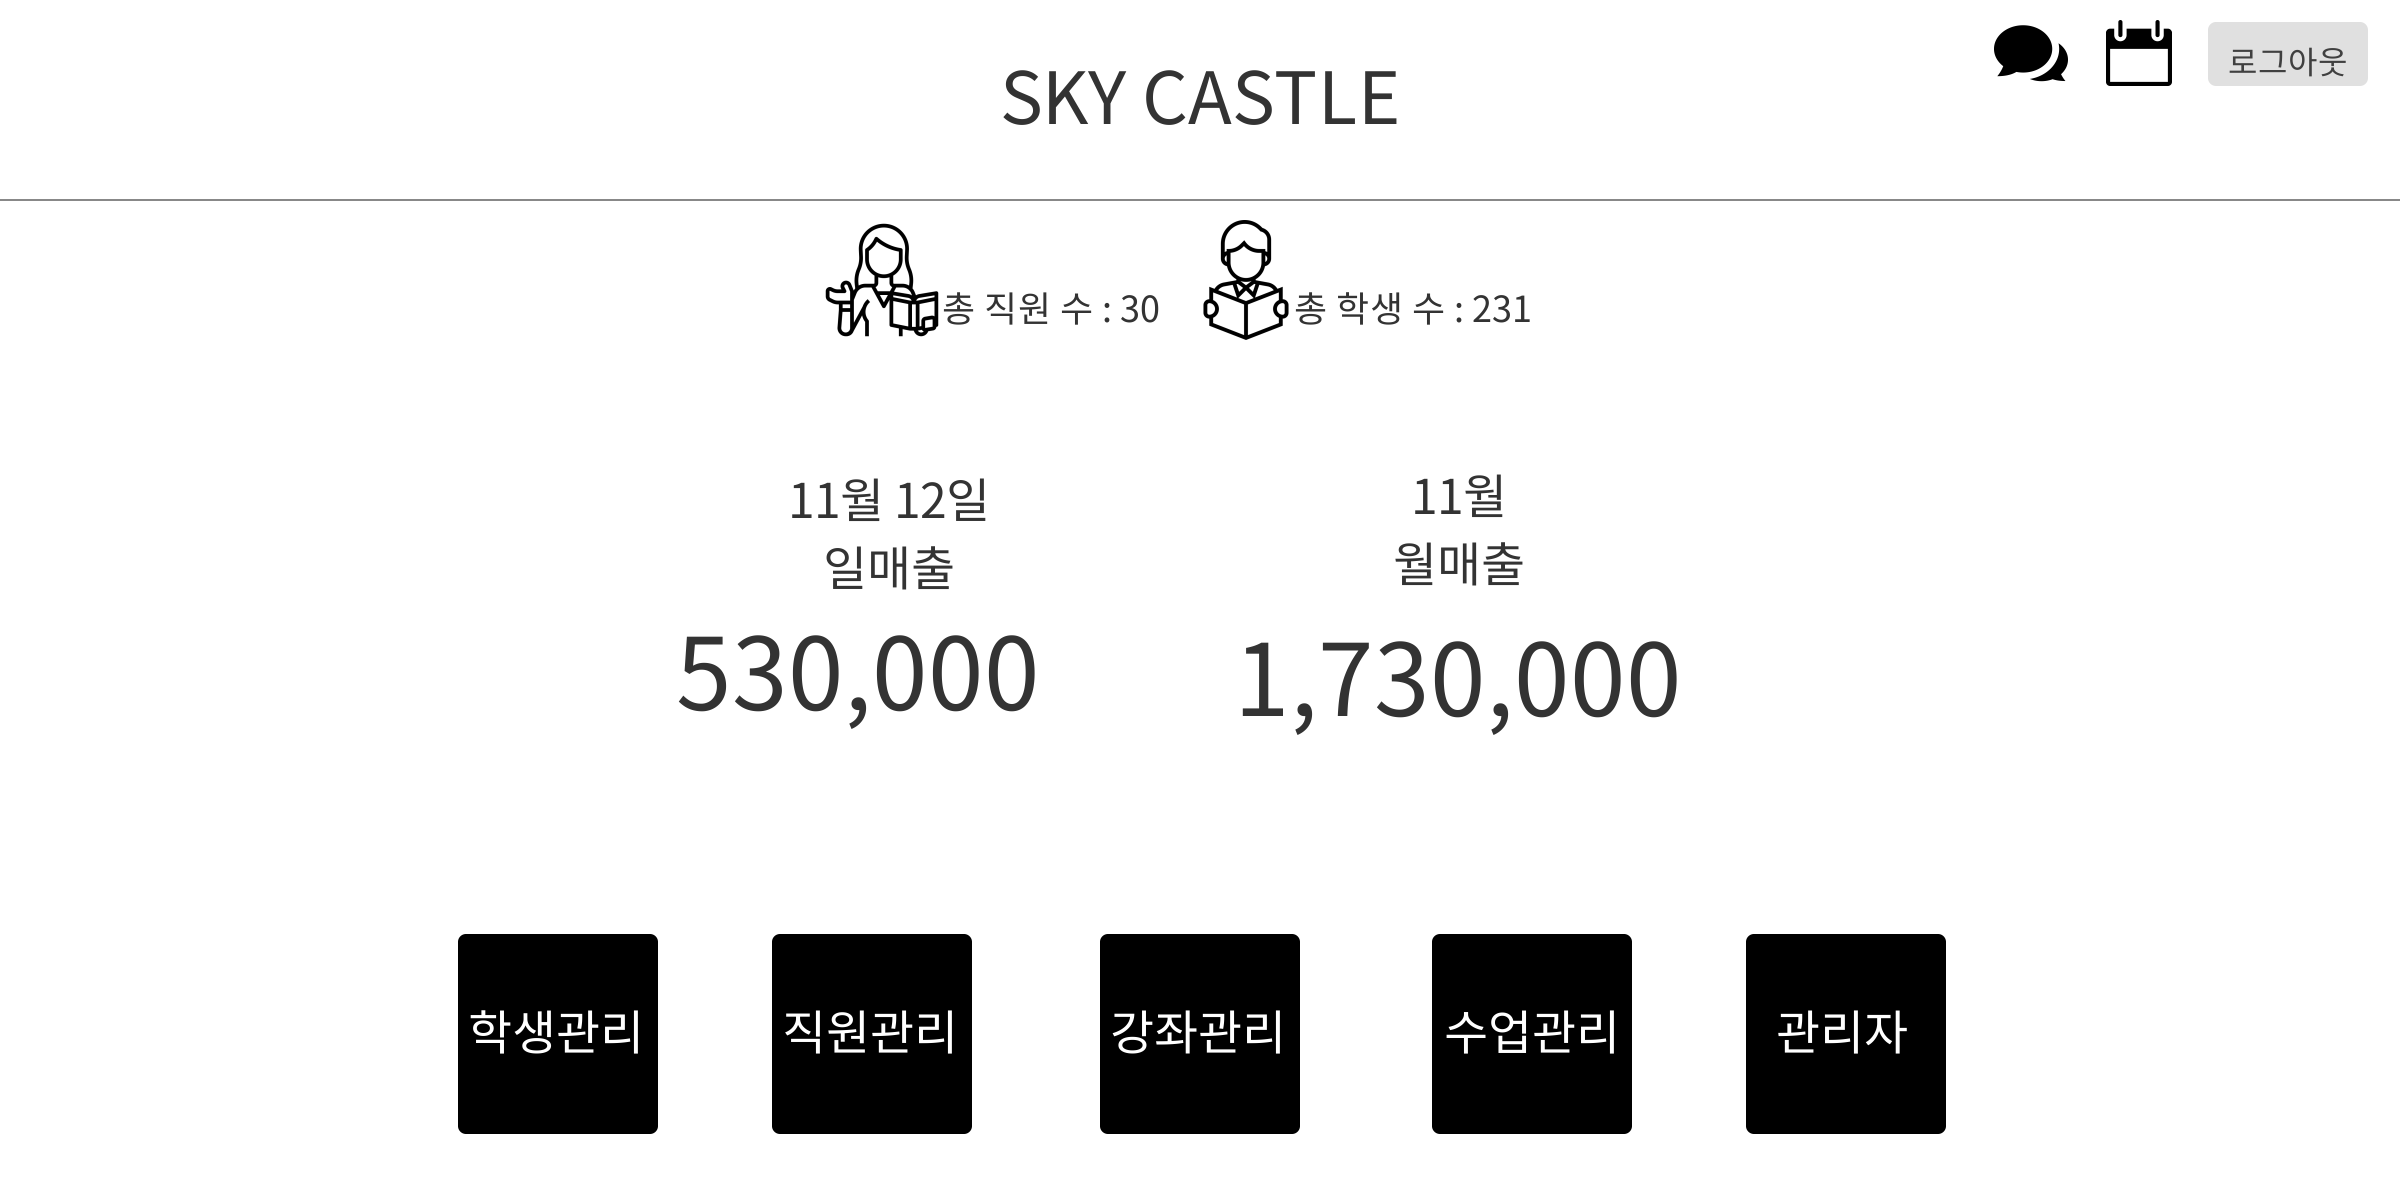 로그아웃
SKY CASTLE
총 직원 수 : 30
총 학생 수 : 231
11월 12일
일매출
530,000
11월
월매출
1,730,000
학생관리
직원관리
강좌관리
수업관리
관리자